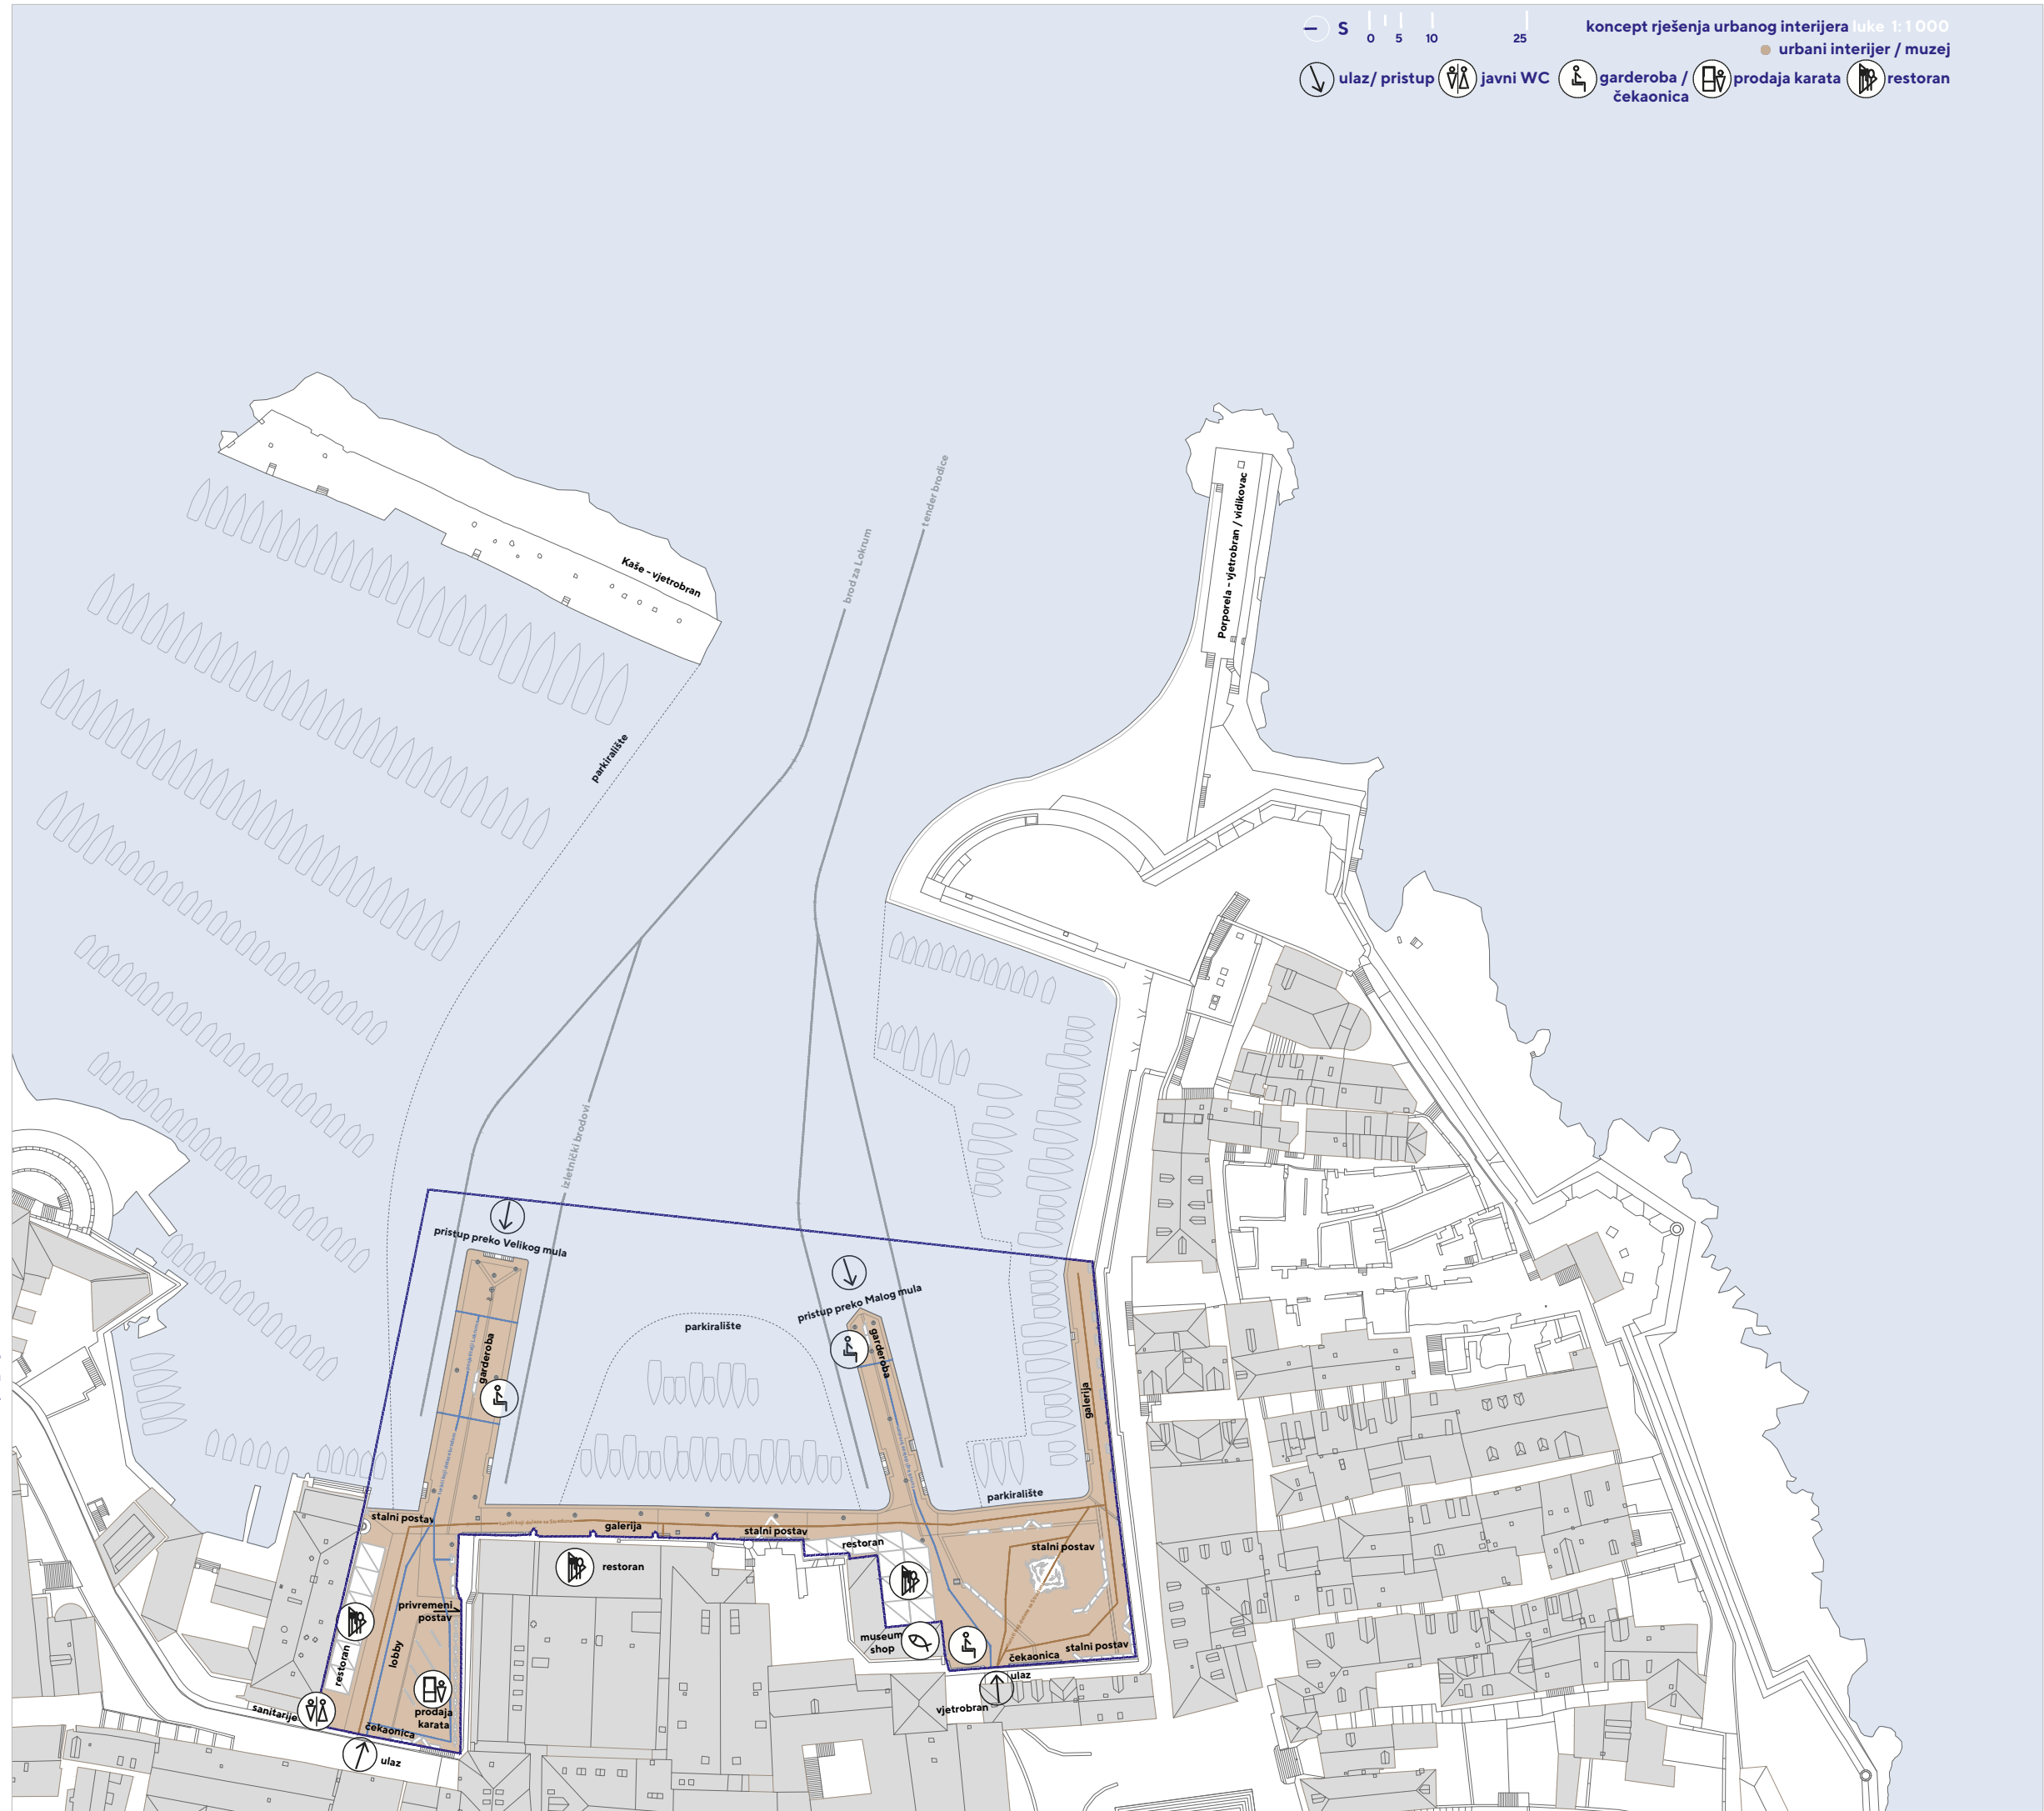 S
0 5 10 25
koncept rješenja urbanog interijera luke 1: 1 000
urbani interijer / muzej
ulaz/ pristup
javni WC
garderoba /
čekaonica
prodaja karata
restoran
Kaše - vjetrobran
brod za Lokrum
tender brodice
Porporela - vjetrobran / vidikovac
parkiralište
izletnički brodovi
pristup preko Velikog mula
pristup preko Malog mula
parkiralište
garderoba
garderoba
galerija
parkiralište
stalni postav
galerija
stalni postav
restoran
stalni postav
restoran
privremeni
postav
museum
shop
lobby
restoran
čekaonica
stalni postav
ulaz
vjetrobran
sanitarije
prodaja
karata
čekaonica
ulaz